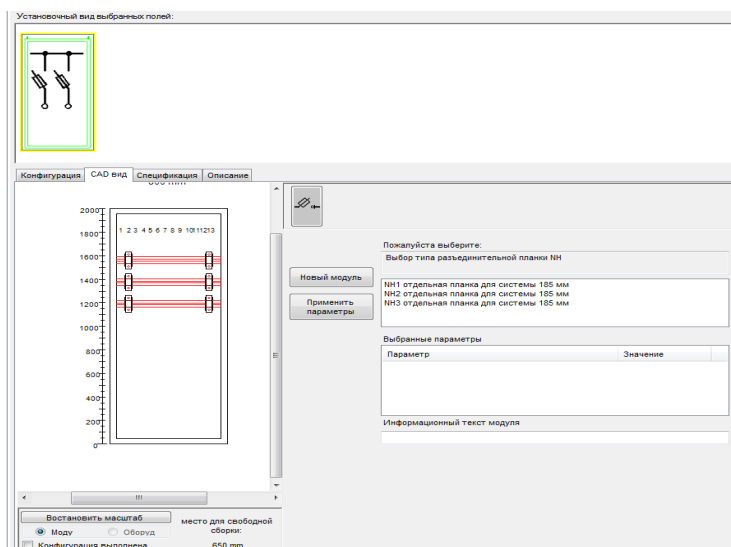 Установочный вид выбранных полей:
Конфигурация CAD вид Спецификация Описание
2000
1800
1600
1400
1200
1000
800
600
400
200
0
1 2 3 4 5 6 7 8 9 10 11 12 13
Новый модуль
Применить
параметры
Пожалуйста выберите:
Выбор типа разъединительной планки NH
NH1 отдельная планка для системы 185 мм
NH2 отдельная планка для системы 185 мм
NH3 отдельная планка для системы 185 мм
Выбранные параметры
Параметр Значение
Информационный текст модуля
Востановить масштаб
Моду Оборуд
место для свободной
сборки:
Конфигурация выполнена 650 mm